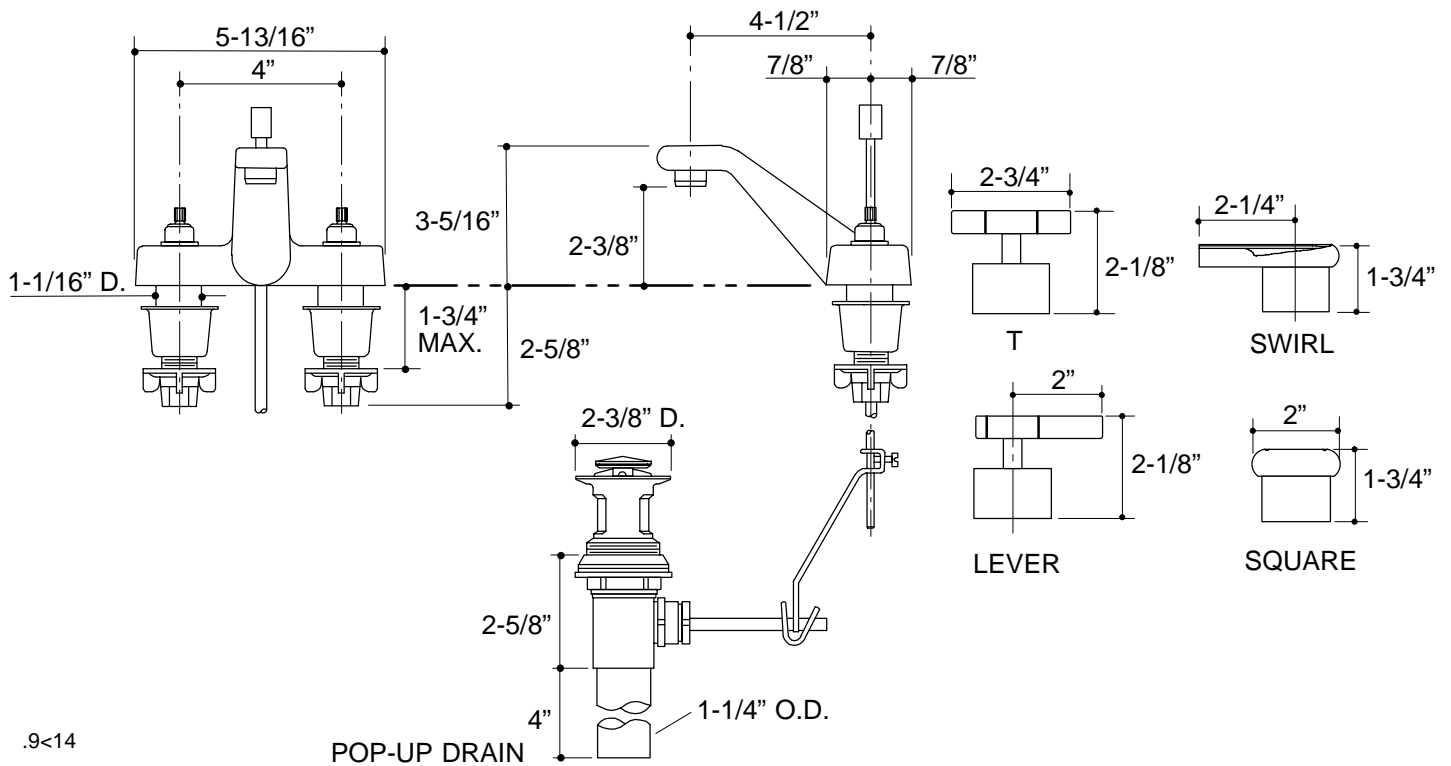 5-13/16”
4”
4-1/2”
7/8”
7/8”
3-5/16”
2-3/8”
1-1/16” D.
1-3/4”
MAX.
2-5/8”
2-3/4”
2-1/8”
T
2-1/4”
1-3/4”
SWIRL
2”
2-1/8”
LEVER
2”
1-3/4”
SQUARE
2-3/8” D.
2-5/8”
4”
1-1/4” O.D.
POP-UP DRAIN
.9<14